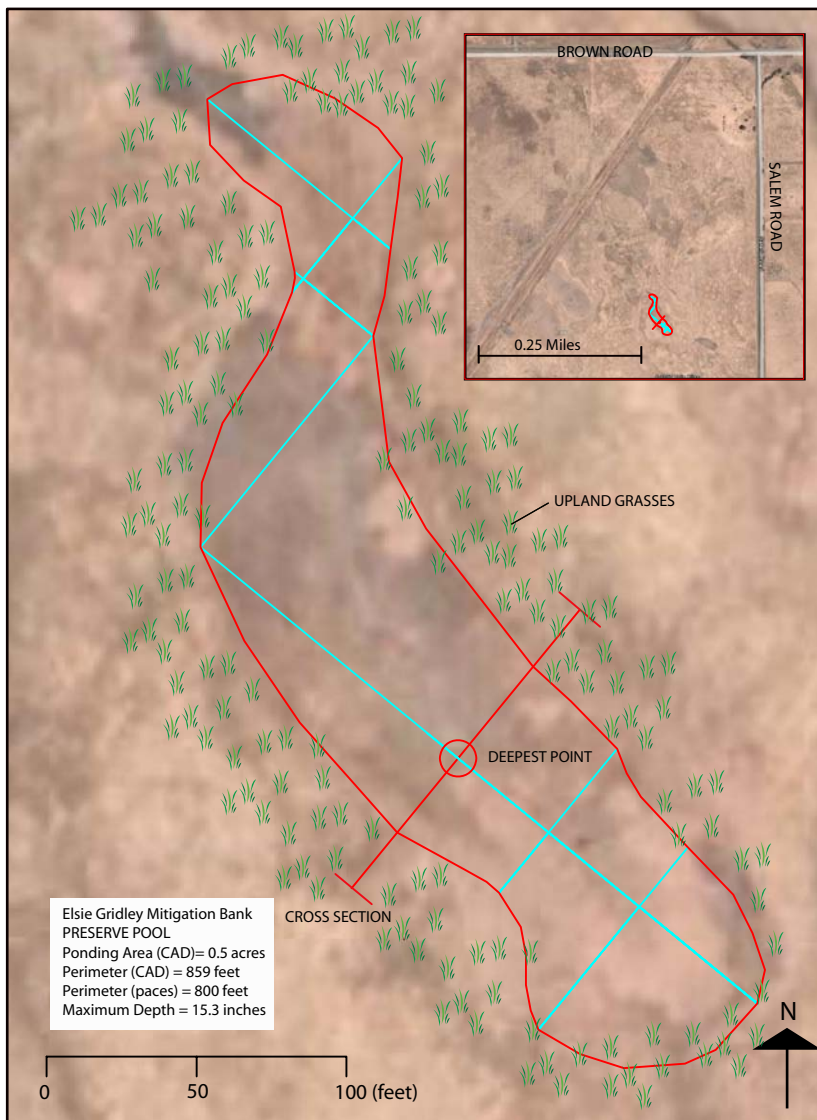 BROWN ROAD
SALEM ROAD
0.25 Miles
UPLAND GRASSES
DEEPEST POINT
CROSS SECTION
Elsie Gridley Mitigation Bank
PRESERVE POOL
Ponding Area (CAD)= 0.5 acres
Perimeter (CAD) = 859 feet
Perimeter (paces) = 800 feet
Maximum Depth = 15.3 inches
N
0 50 100 (feet)